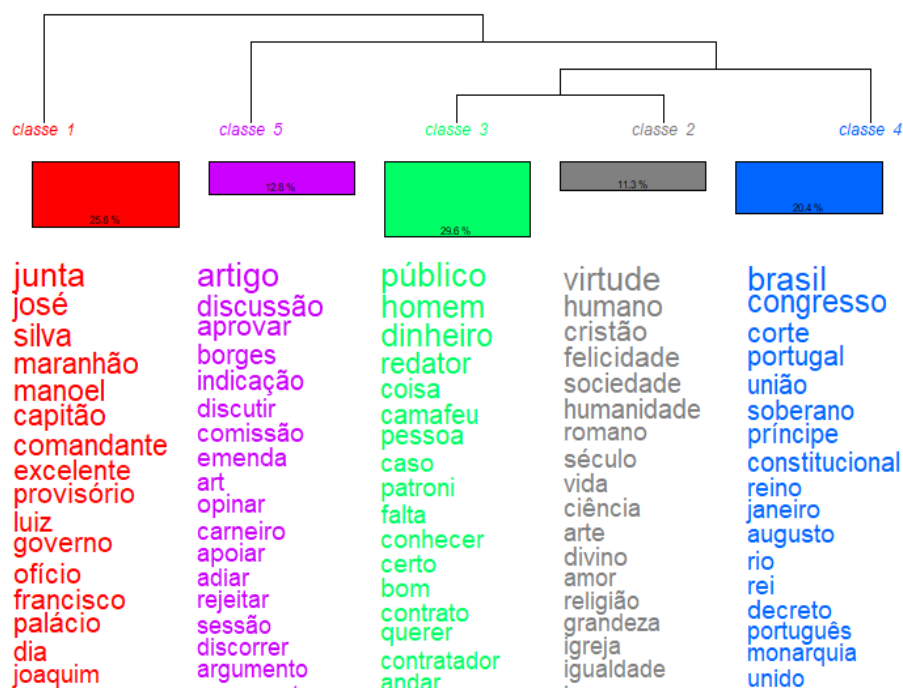 classe 1
classe 5
classe 3
classe 2
classe 4
25.8 %
12.8 %
29.6 %
11.3 %
20.4 %
junta
josé
silva
maranhão
manoel
capitão
comandante
excelente
provisório
luiz
governo
ofício
francisco
palácio
dia
joaquim
artigo
discussão
aprovar
borges
indicação
discutir
comissão
emenda
art
opinar
carneiro
apoiar
adiar
rejeitar
sessão
discorrer
argumento
público
homem
dinheiro
redator
coisa
camafeu
pessoa
caso
patroni
falta
conhecer
certo
bom
contrato
querer
contratador
andar
virtude
humano
cristão
felicidade
sociedade
humanidade
romano
século
vida
ciência
arte
divino
amor
religião
grandeza
igreja
igualdade
brasil
congresso
corte
portugal
união
soberano
príncipe
constitucional
reino
janeiro
augusto
rio
rei
decreto
português
monarquia
unido